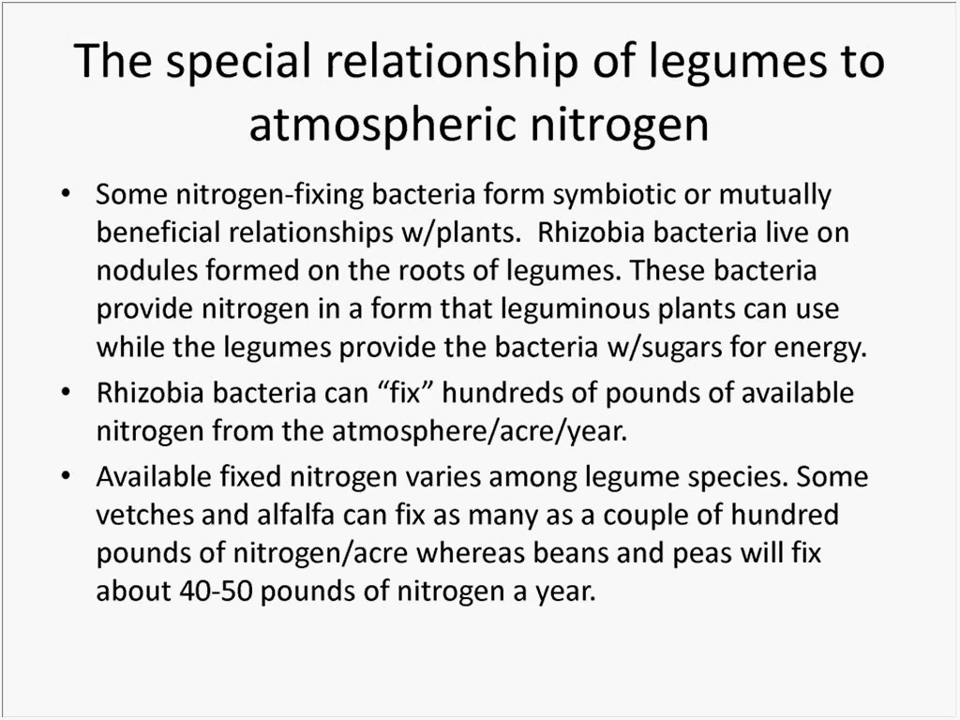 The special relationship of legumes to
atmospheric nitrogen
• Some nitrogen-fixing bacteria form symbiotic or mutually
beneficial relationships w/plants.  Rhizobia bacteria live on
nodules formed on the roots of legumes. These bacteria
provide nitrogen in a form that leguminous plants can use
while the legumes provide the bacteria w/sugars for energy.
• Rhizobia bacteria can “fix” hundreds of pounds of available
nitrogen from the atmosphere/acre/year.
• Available fixed nitrogen varies among legume species. Some
vetches and alfalfa can fix as many as a couple of hundred
pounds of nitrogen/acre whereas beans and peas will fix
about 40-50 pounds of nitrogen a year.